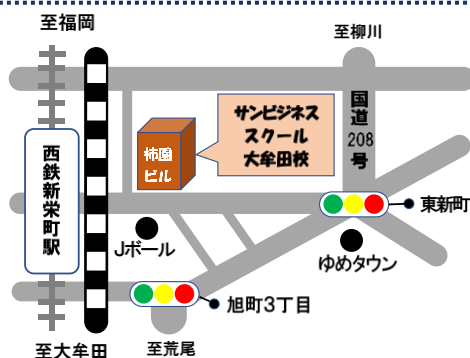 至福岡
至柳川
サンビジネス
スクール
大牟田校
国道
208
号
柿園
ビル
西鉄新栄町駅
東新町
Jボール
ゆめタウン
旭町3丁目
至大牟田
至荒尾